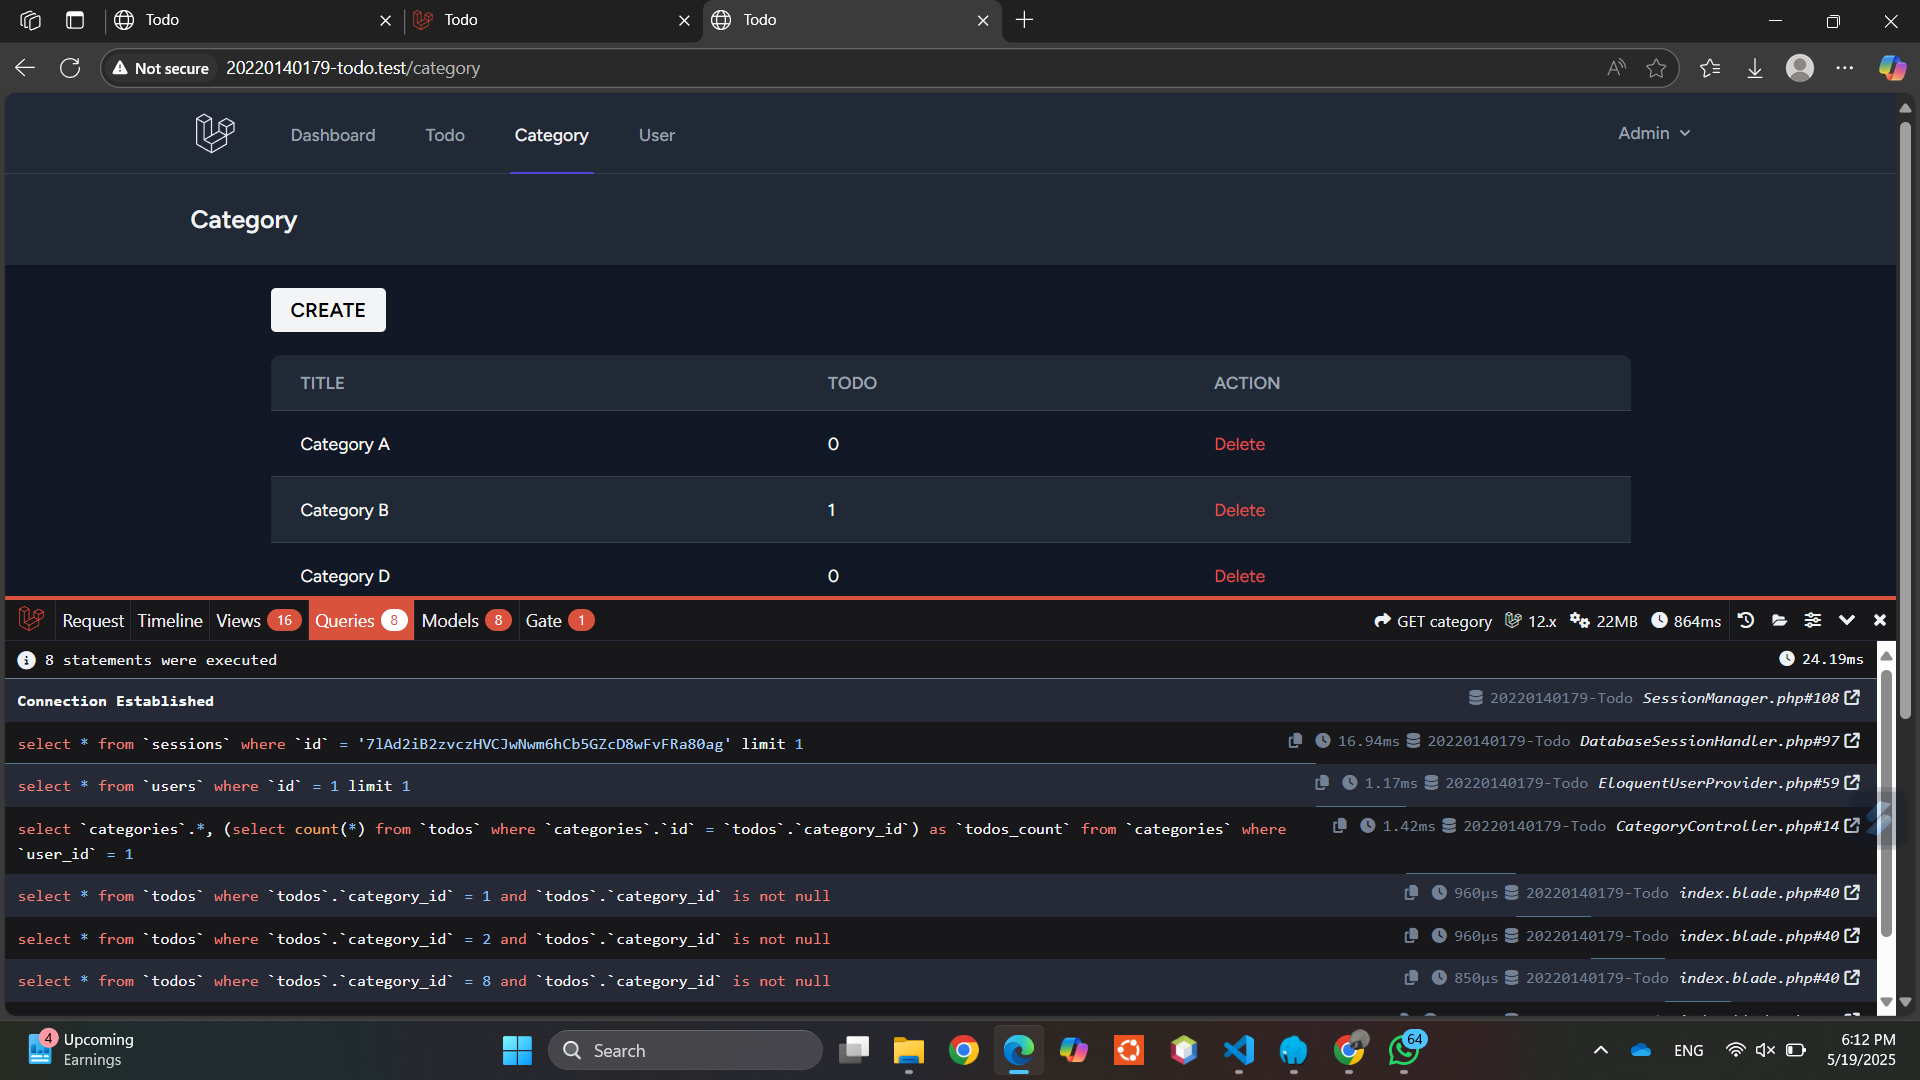 Todo
Todo
Todo
Not secure
20220140179-todo.test/category
Dashboard
Todo
Category
User
Admin
Category
CREATE
TITLE TODO ACTION
Category A 0 Delete
Category B 1 Delete
Category D 0 Delete
Request Timeline Views 16 Queries 8 Models 8 Gate 1
GET category 12.x 22MB 864ms
8 statements were executed 24.19ms
Connection Established 20220140179-Todo SessionManager.php#108
select * from `sessions` where `id` = '7lAd2iB2zvczHVCJwNwm6hCb5GZcD8wFvFRa80ag' limit 1 16.94ms 20220140179-Todo DatabaseSessionHandler.php#97
select * from `users` where `id` = 1 limit 1 1.17ms 20220140179-Todo EloquentUserProvider.php#59
select `categories`.*, (select count(*) from `todos` where `categories`.`id` = `todos`.`category_id`) as `todos_count` from `categories` where 1.42ms 20220140179-Todo CategoryController.php#14
`user_id` = 1
select * from `todos` where `todos`.`category_id` = 1 and `todos`.`category_id` is not null 960μs 20220140179-Todo index.blade.php#40
select * from `todos` where `todos`.`category_id` = 2 and `todos`.`category_id` is not null 960μs 20220140179-Todo index.blade.php#40
select * from `todos` where `todos`.`category_id` = 8 and `todos`.`category_id` is not null 850μs 20220140179-Todo index.blade.php#40
4
Upcoming
Earnings
Search
64
ENG
6:12 PM
5/19/2025